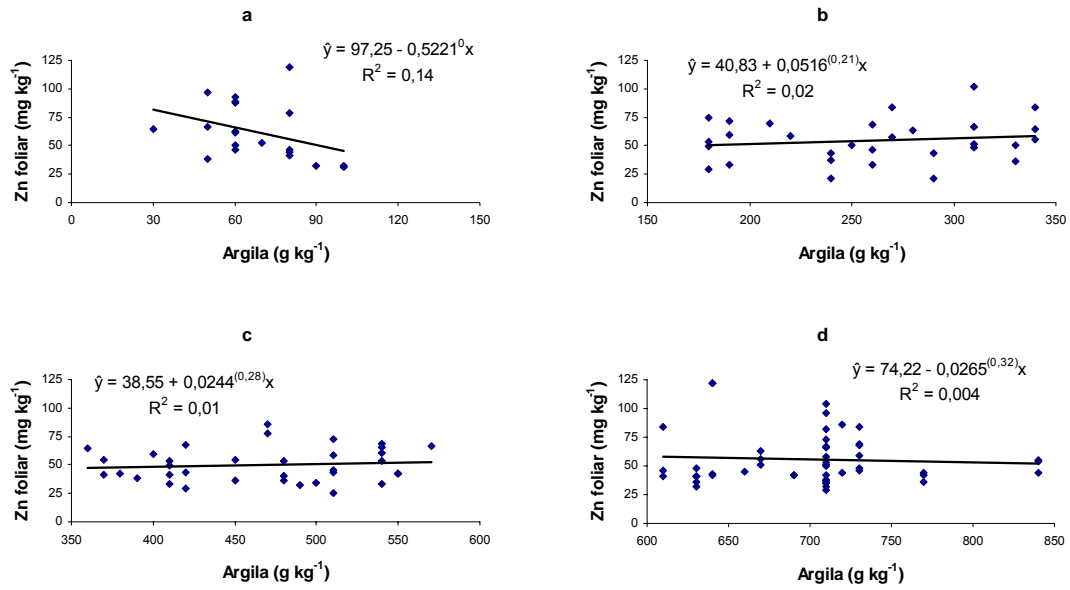 a
ŷ = 97,25 - 0,5221⁰x
R² = 0,14
Zn foliar (mg kg⁻¹)
125
100
75
50
25
0
0 30 60 90 120 150
Argila (g kg⁻¹)
b
ŷ = 40,83 + 0,0516⁽⁰,²¹⁾x
R² = 0,02
Zn foliar (mg kg⁻¹)
125
100
75
50
25
0
150 200 250 300 350
Argila (g kg⁻¹)
c
ŷ = 38,55 + 0,0244⁽⁰,²⁸⁾x
R² = 0,01
Zn foliar (mg kg⁻¹)
125
100
75
50
25
0
350 400 450 500 550 600
Argila (g kg⁻¹)
d
ŷ = 74,22 - 0,0265⁽⁰,³²⁾x
R² = 0,004
Zn foliar (mg kg⁻¹)
125
100
75
50
25
0
600 650 700 750 800 850
Argila (g kg⁻¹)